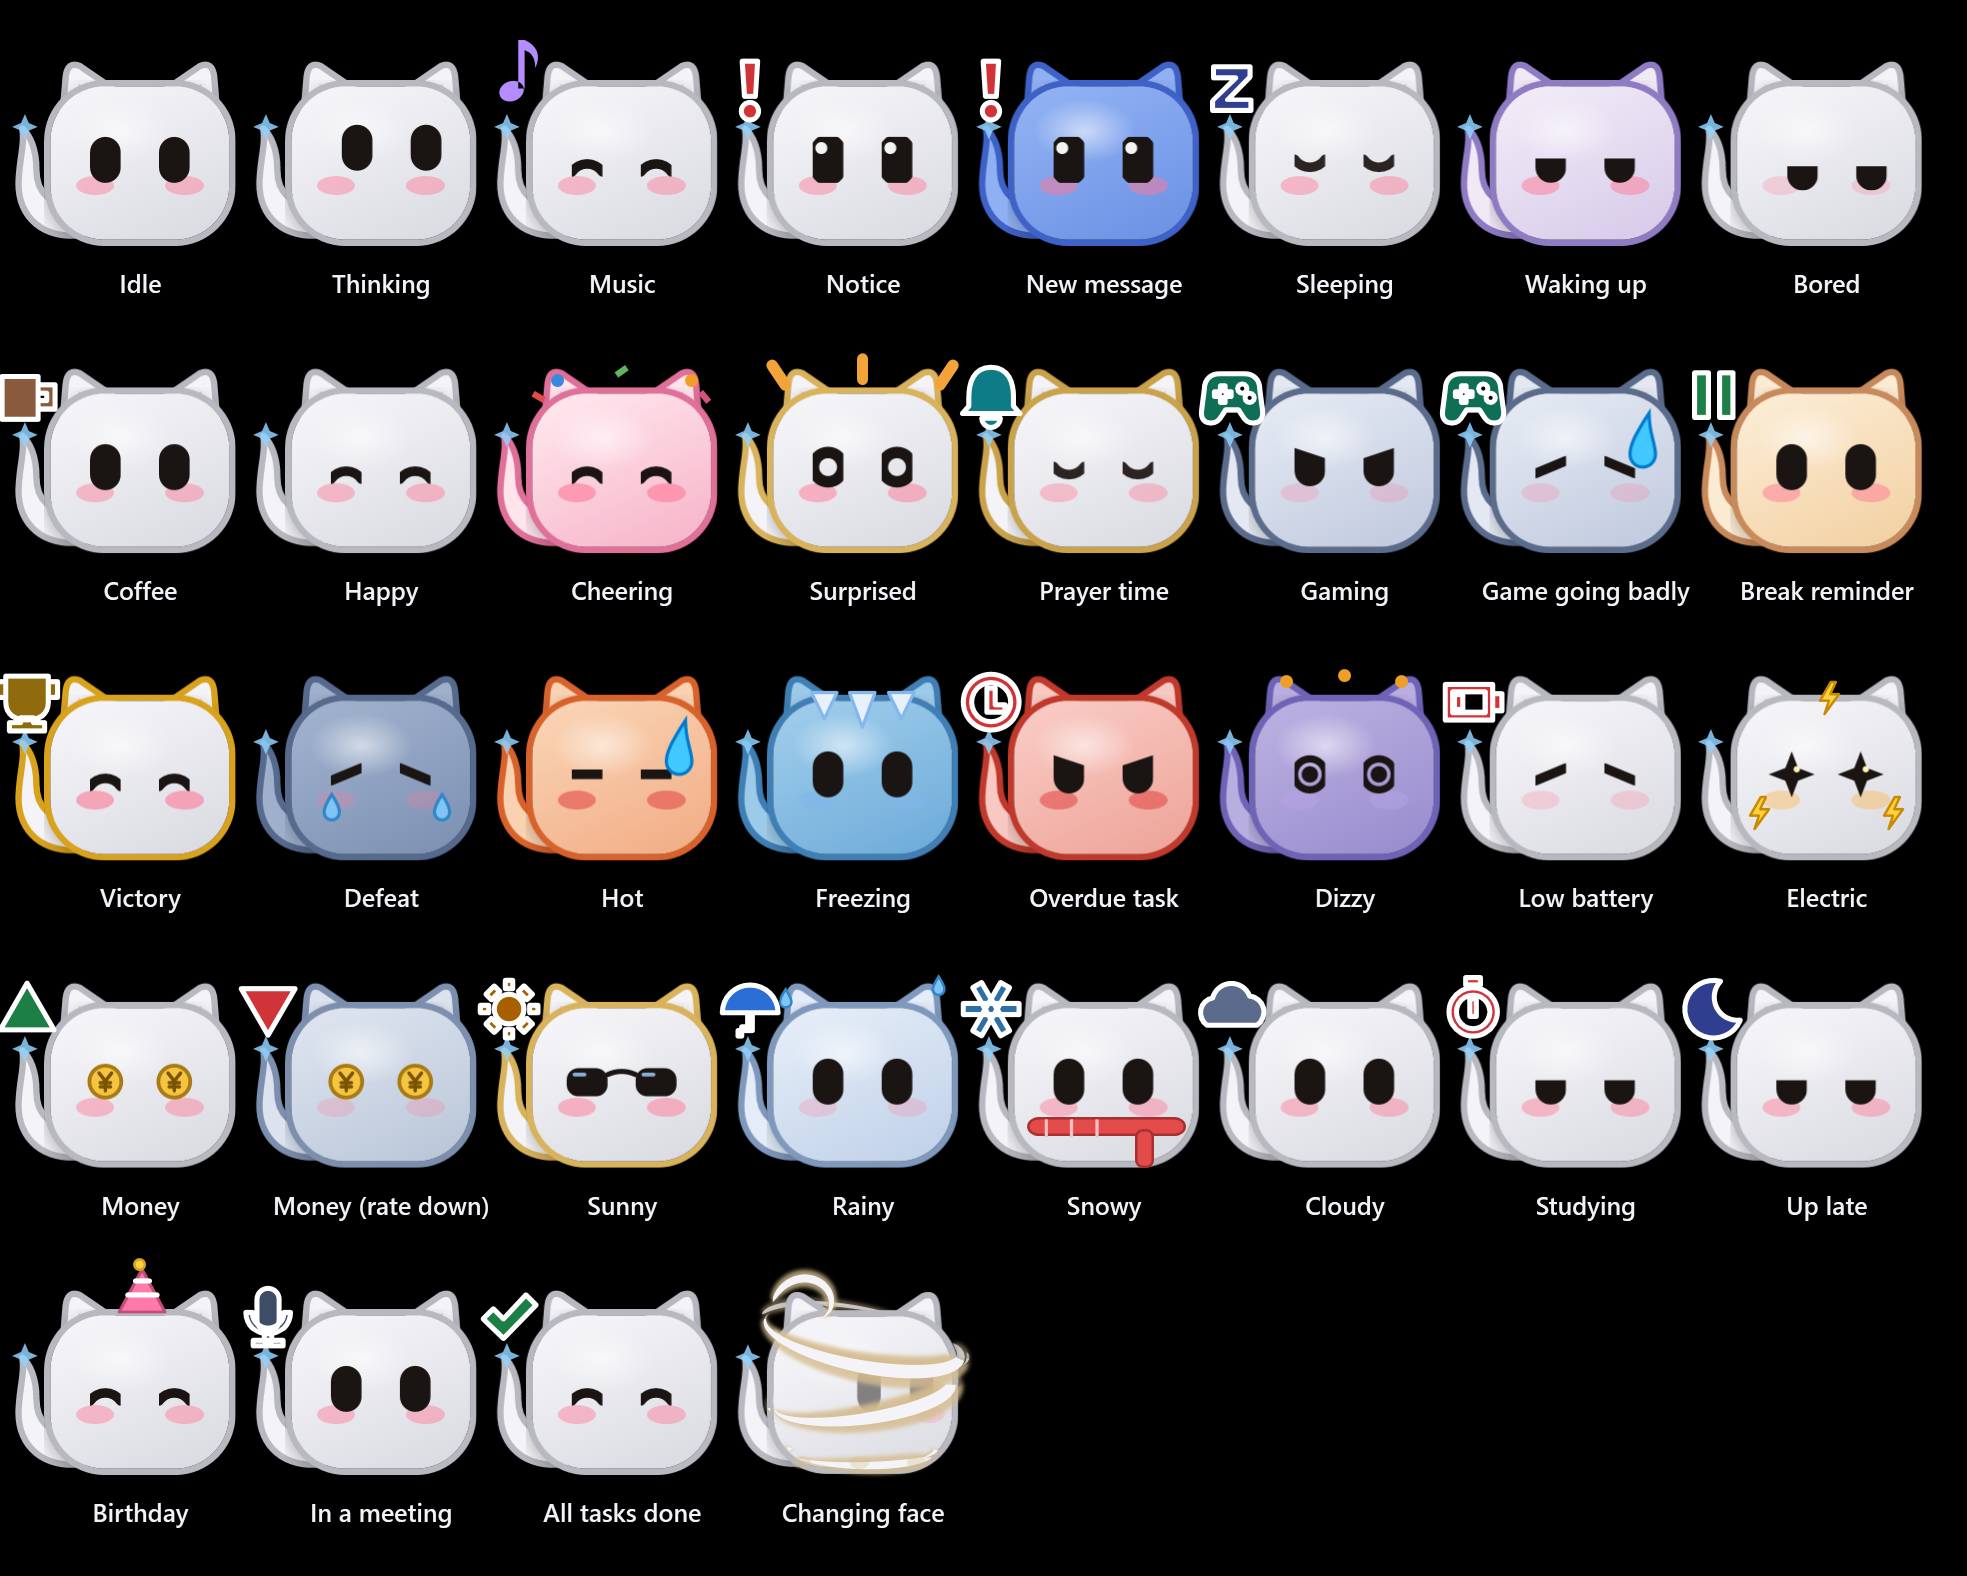 Idle
Thinking
Music
Notice
New message
Sleeping
Waking up
Bored
Coffee
Happy
Cheering
Surprised
Prayer time
Gaming
Game going badly
Break reminder
Victory
Defeat
Hot
Freezing
Overdue task
Dizzy
Low battery
Electric
¥ ¥
Money
¥ ¥
Money (rate down)
Sunny
Rainy
Snowy
Cloudy
Studying
Up late
Birthday
In a meeting
All tasks done
Changing face